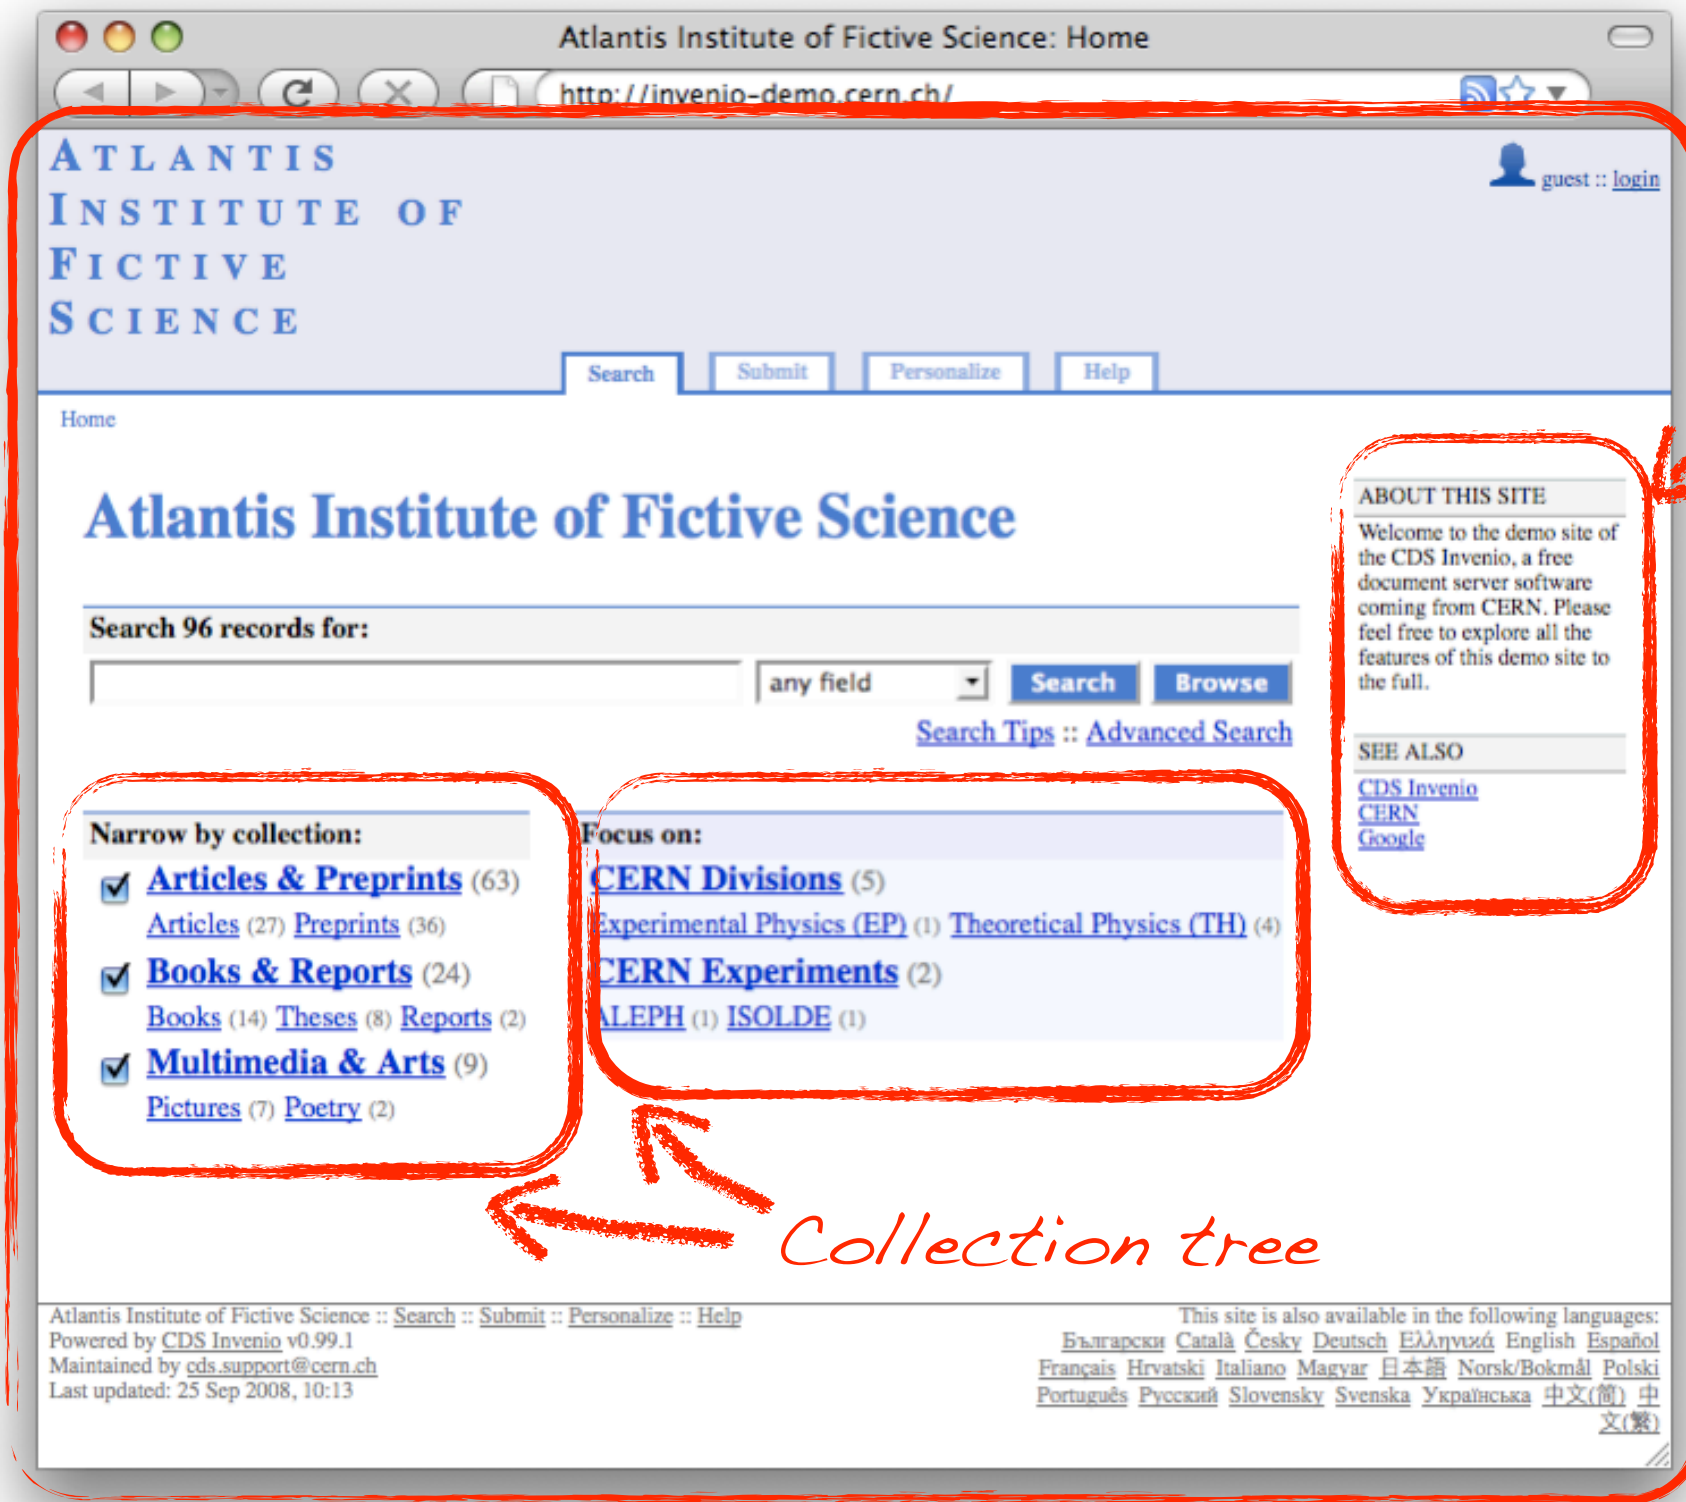 Atlantis Institute of Fictive Science: Home
http://invenio-demo.cern.ch/
ATLANTIS
INSTITUTE OF
FICTIVE
SCIENCE
guest :: login
Search Submit Personalize Help
Home
Atlantis Institute of Fictive Science
Search 96 records for:
any field Search Browse
Search Tips :: Advanced Search
Narrow by collection:
Articles & Preprints (63)
Articles (27) Preprints (36)
Books & Reports (24)
Books (14) Theses (8) Reports (2)
Multimedia & Arts (9)
Pictures (7) Poetry (2)
Focus on:
CERN Divisions (5)
Experimental Physics (EP) (1) Theoretical Physics (TH) (4)
CERN Experiments (2)
ALEPH (1) ISOLDE (1)
ABOUT THIS SITE
Welcome to the demo site of
the CDS Invenio, a free
document server software
coming from CERN. Please
feel free to explore all the
features of this demo site to
the full.
SEE ALSO
CDS Invenio
CERN
Google
Collection tree
Atlantis Institute of Fictive Science :: Search :: Submit :: Personalize :: Help
Powered by CDS Invenio v0.99.1
Maintained by cds.support@cern.ch
Last updated: 25 Sep 2008, 10:13
This site is also available in the following languages:
Български Català Česky Deutsch Ελληνικά English Español
Français Hrvatski Italiano Magyar 日本語 Norsk/Bokmål Polski
Português Русский Slovensky Svenska Українська 中文(简) 中
文(繁)